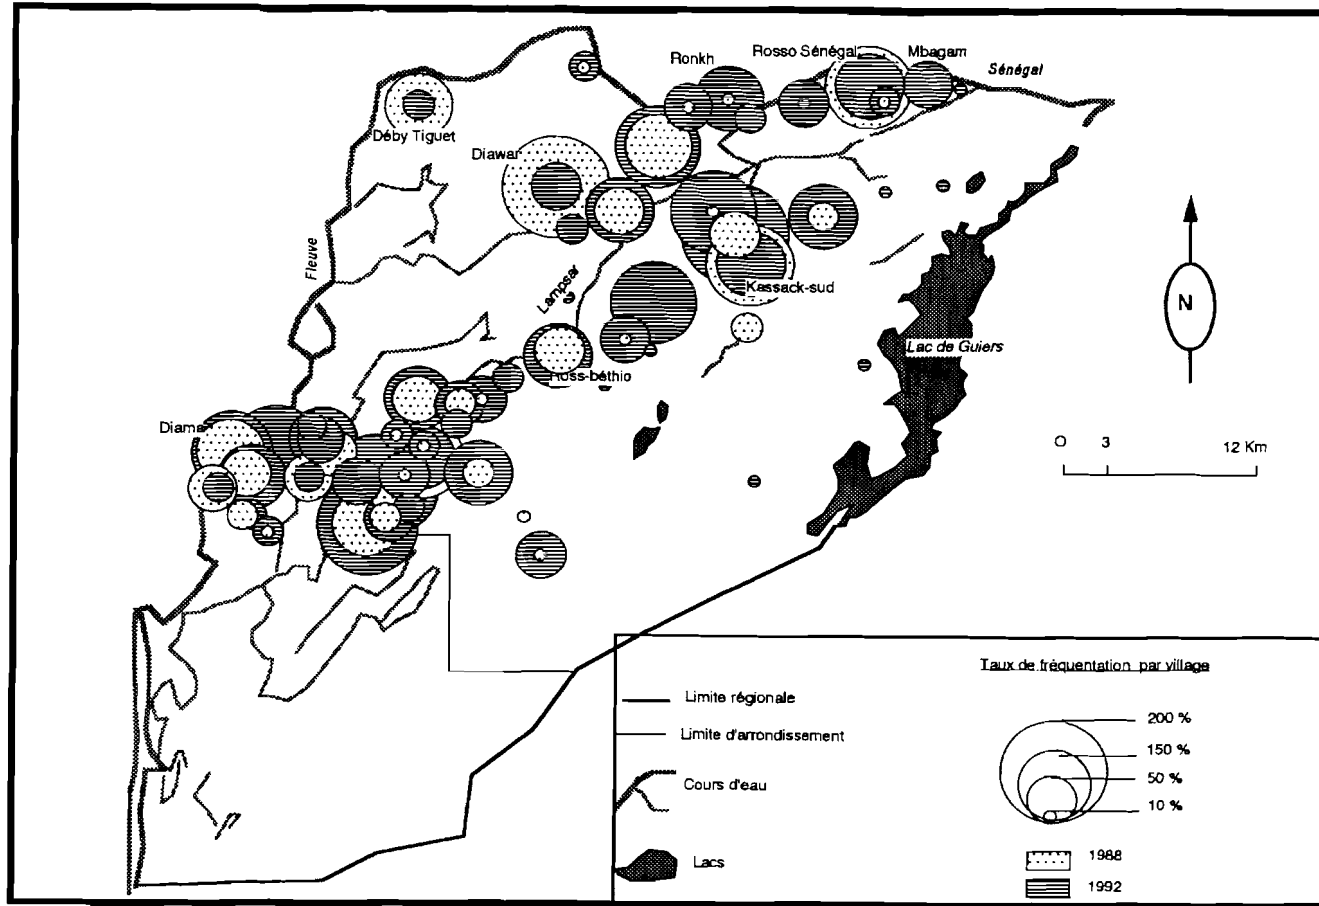 Ronkh
Rosso Sénégal
Mbagam
Sénégal
Déby Tiguet
Diawar
Fleuve
Lampsar
Kassack-sud
N
Lac de Guiers
Ross-béthio
Diama
O 3 12 Km
Taux de fréquentation par village
Limite régionale
200 %
Limite d'arrondissement
150 %
50 %
Cours d'eau
10 %
Lacs
1988
1992